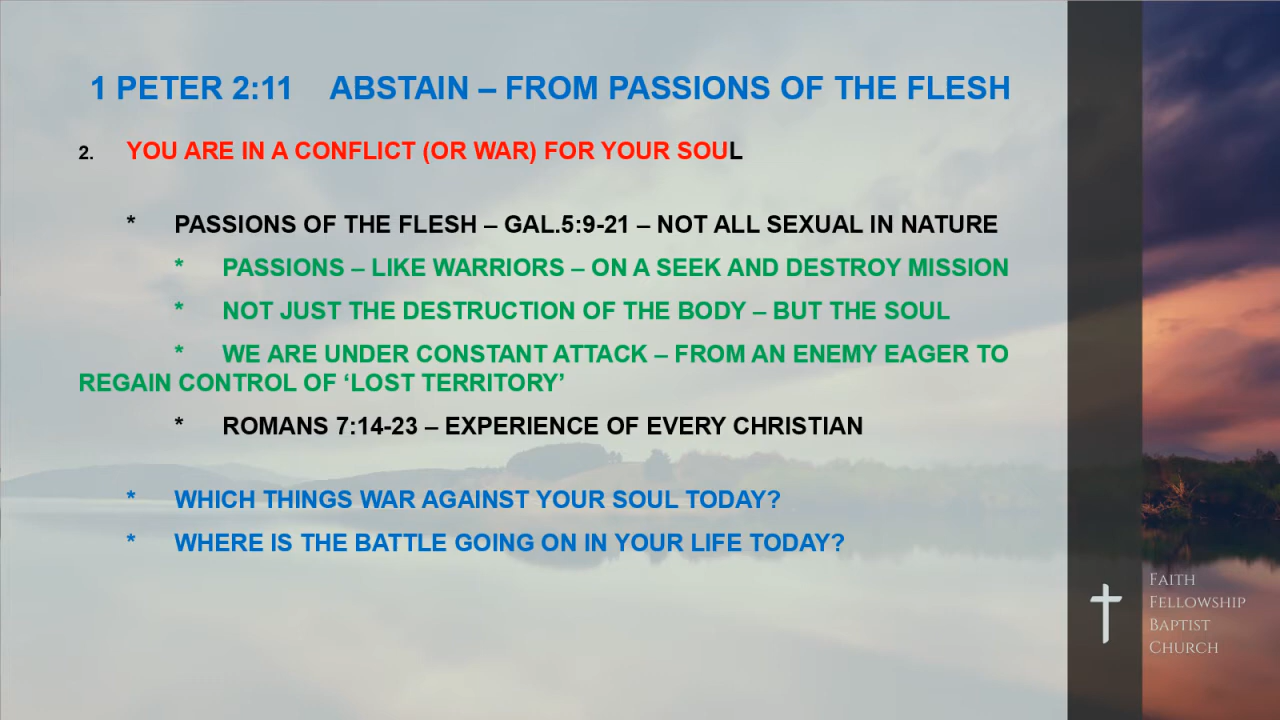 1 PETER 2:11 ABSTAIN – FROM PASSIONS OF THE FLESH
2. YOU ARE IN A CONFLICT (OR WAR) FOR YOUR SOUL
* PASSIONS OF THE FLESH – GAL.5:9-21 – NOT ALL SEXUAL IN NATURE
* PASSIONS – LIKE WARRIORS – ON A SEEK AND DESTROY MISSION
* NOT JUST THE DESTRUCTION OF THE BODY – BUT THE SOUL
* WE ARE UNDER CONSTANT ATTACK – FROM AN ENEMY EAGER TO
REGAIN CONTROL OF ‘LOST TERRITORY’
* ROMANS 7:14-23 – EXPERIENCE OF EVERY CHRISTIAN
* WHICH THINGS WAR AGAINST YOUR SOUL TODAY?
* WHERE IS THE BATTLE GOING ON IN YOUR LIFE TODAY?
FAITH
FELLOWSHIP
BAPTIST
CHURCH